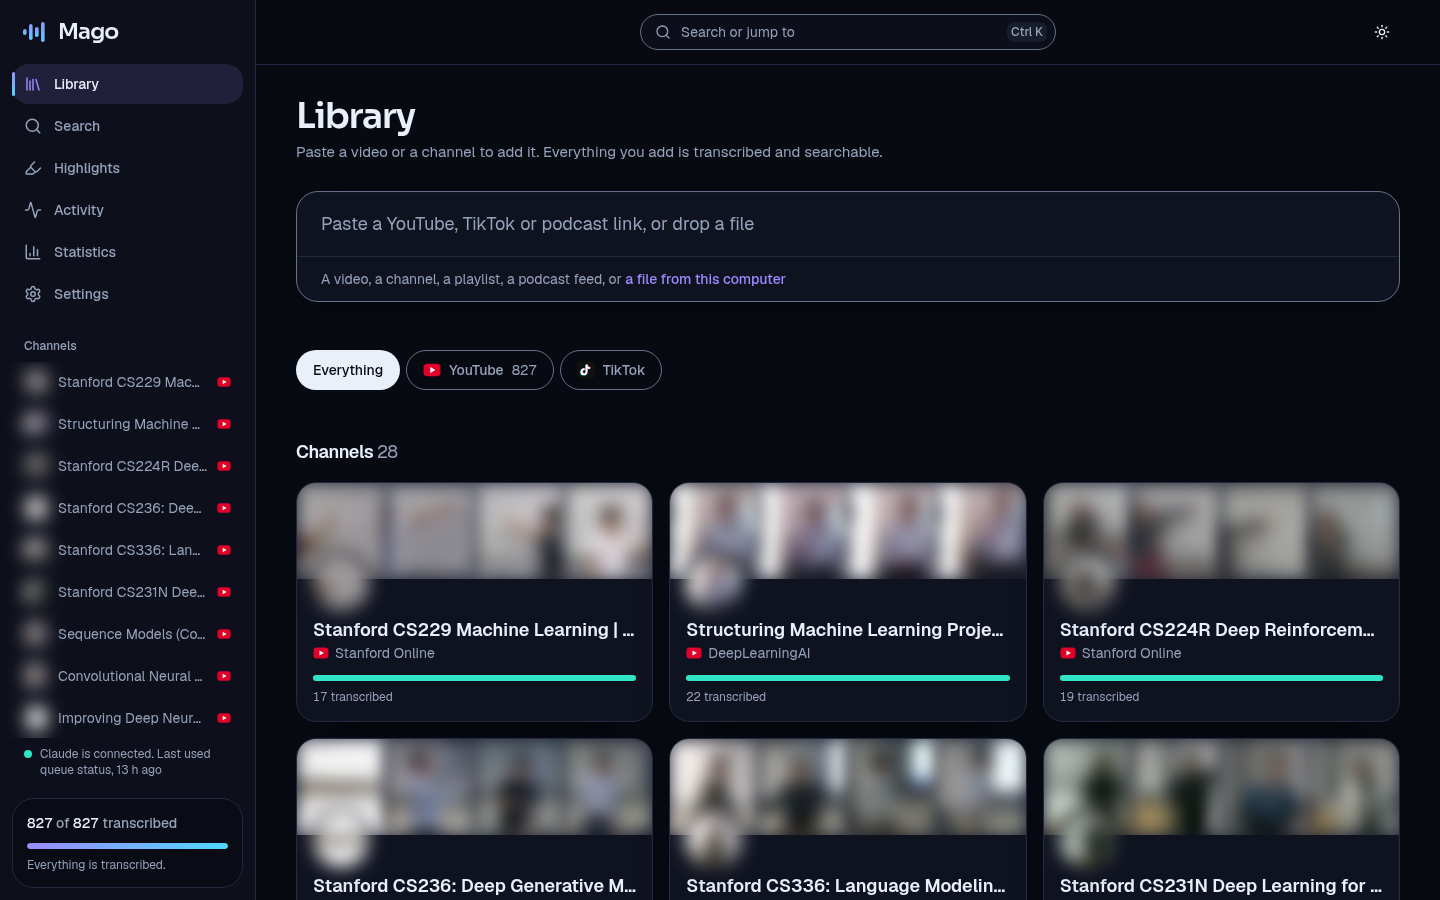 Mago
Search or jump to
Ctrl K
Library
Search
Highlights
Activity
Statistics
Settings
Channels
Stanford CS229 Mac...
Structuring Machine ...
Stanford CS224R Dee...
Stanford CS236: Dee...
Stanford CS336: Lan...
Stanford CS231N Dee...
Sequence Models (Co...
Convolutional Neural ...
Improving Deep Neur...
Claude is connected. Last used
queue status, 13 h ago
827 of 827 transcribed
Everything is transcribed.
Library
Paste a video or a channel to add it. Everything you add is transcribed and searchable.
Paste a YouTube, TikTok or podcast link, or drop a file
A video, a channel, a playlist, a podcast feed, or a file from this computer
Everything
YouTube 827
TikTok
Channels 28
Stanford CS229 Machine Learning | ...
Stanford Online
17 transcribed
Structuring Machine Learning Proje...
DeepLearningAI
22 transcribed
Stanford CS224R Deep Reinforcem...
Stanford Online
19 transcribed
Stanford CS236: Deep Generative M...
Stanford CS336: Language Modelin...
Stanford CS231N Deep Learning for ...